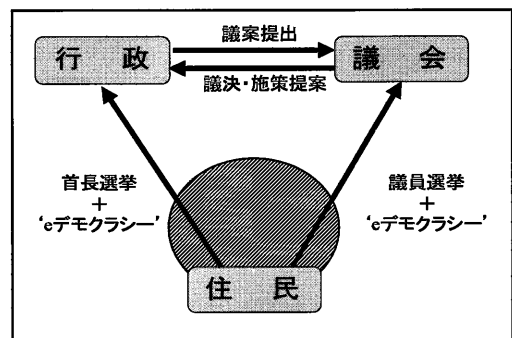 議案提出
行 政
議 会
議決・施策提案
首長選挙
+
‘eデモクラシー’
議員選挙
+
‘eデモクラシー’
住 民